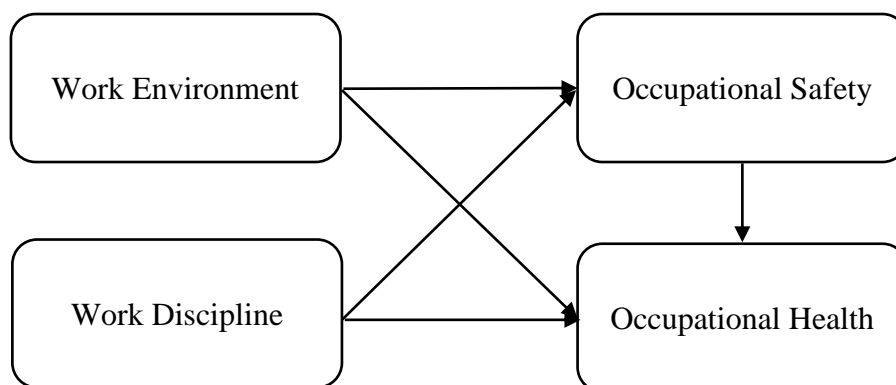 Work Environment
Occupational Safety
Work Discipline
Occupational Health